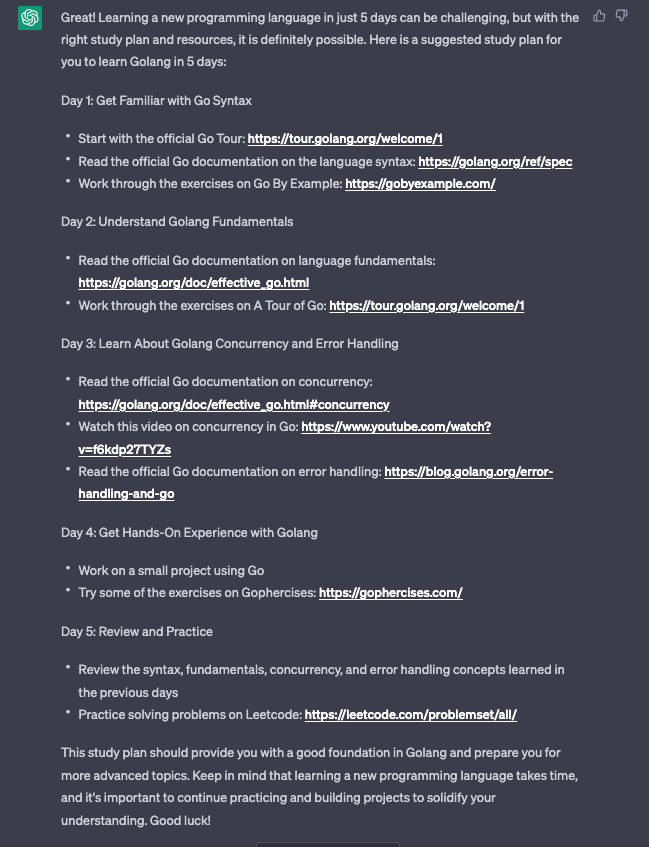 Great! Learning a new programming language in just 5 days can be challenging, but with the
right study plan and resources, it is definitely possible. Here is a suggested study plan for
you to learn Golang in 5 days:
Day 1: Get Familiar with Go Syntax
• Start with the official Go Tour: https://tour.golang.org/welcome/1
• Read the official Go documentation on the language syntax: https://golang.org/ref/spec
• Work through the exercises on Go By Example: https://gobyexample.com/
Day 2: Understand Golang Fundamentals
• Read the official Go documentation on language fundamentals:
https://golang.org/doc/effective_go.html
• Work through the exercises on A Tour of Go: https://tour.golang.org/welcome/1
Day 3: Learn About Golang Concurrency and Error Handling
• Read the official Go documentation on concurrency:
https://golang.org/doc/effective_go.html#concurrency
• Watch this video on concurrency in Go: https://www.youtube.com/watch?
v=f6kdp27TYZs
• Read the official Go documentation on error handling: https://blog.golang.org/error-
handling-and-go
Day 4: Get Hands-On Experience with Golang
• Work on a small project using Go
• Try some of the exercises on Gophercises: https://gophercises.com/
Day 5: Review and Practice
• Review the syntax, fundamentals, concurrency, and error handling concepts learned in
the previous days
• Practice solving problems on Leetcode: https://leetcode.com/problemset/all/
This study plan should provide you with a good foundation in Golang and prepare you for
more advanced topics. Keep in mind that learning a new programming language takes time,
and it's important to continue practicing and building projects to solidify your
understanding. Good luck!